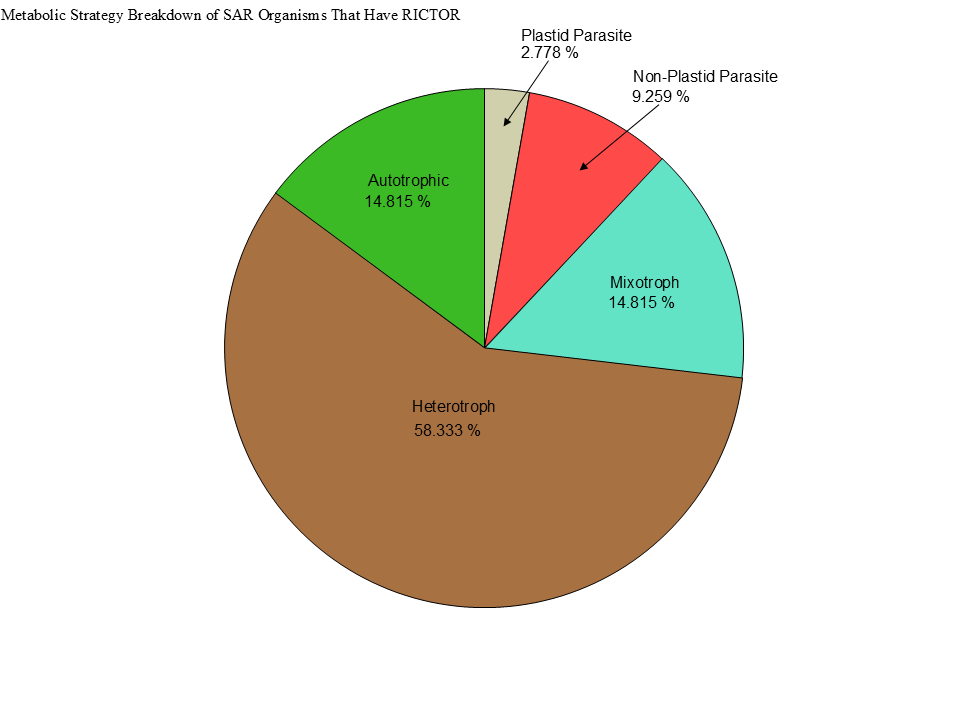 Metabolic Strategy Breakdown of SAR Organisms That Have RICTOR
Plastid Parasite
2.778 %
Non-Plastid Parasite
9.259 %
Autotrophic
14.815 %
Mixotroph
14.815 %
Heterotroph
58.333 %